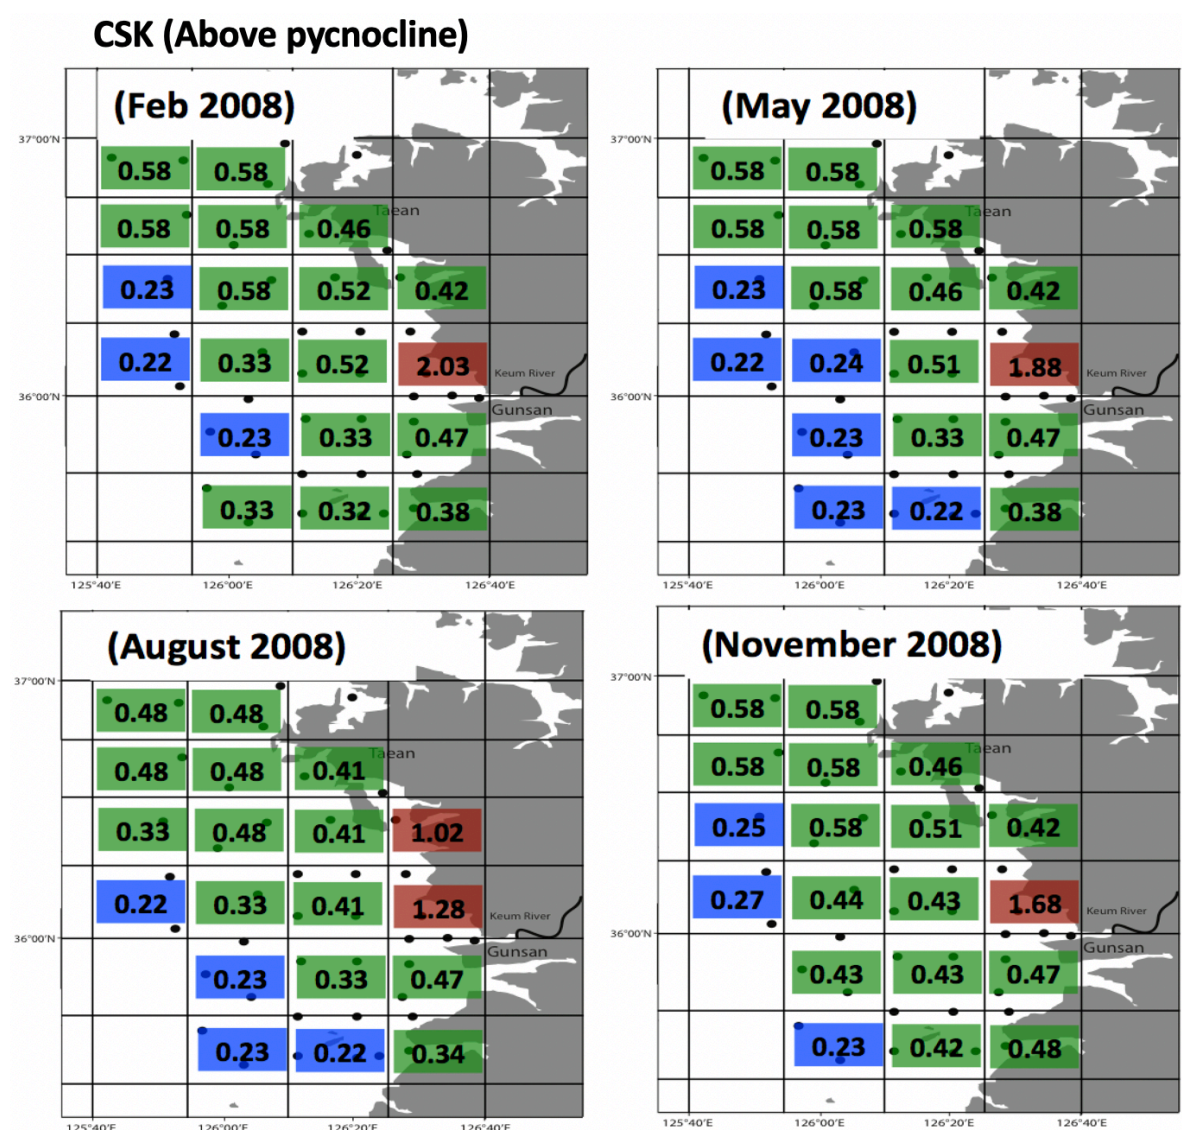 CSK (Above pycnocline)
(Feb 2008)
37°00'N
0.58 0.58
Taean
0.58 0.58 0.46
0.23 0.58 0.52 0.42
0.22 0.33 0.52 2.03
Keum River
36°00'N
Gunsan
0.23 0.33 0.47
0.33 0.32 0.38
125°40'E 126°00'E 126°20'E 126°40'E
(May 2008)
37°00'N
0.58 0.58
Taean
0.58 0.58 0.58
0.23 0.58 0.46 0.42
0.22 0.24 0.51 1.88
Keum River
36°00'N
Gunsan
0.23 0.33 0.47
0.23 0.22 0.38
125°40'E 126°00'E 126°20'E 126°40'E
(August 2008)
37°00'N
0.48 0.48
Taean
0.48 0.48 0.41
0.33 0.48 0.41 1.02
0.22 0.33 0.41 1.28
Keum River
36°00'N
Gunsan
0.23 0.33 0.47
0.23 0.22 0.34
125°40'E 126°00'E 126°20'E 126°40'E
(November 2008)
37°00'N
0.58 0.58
Taean
0.58 0.58 0.46
0.25 0.58 0.51 0.42
0.27 0.44 0.43 1.68
Keum River
36°00'N
Gunsan
0.43 0.43 0.47
0.23 0.42 0.48
125°40'E 126°00'E 126°20'E 126°40'E